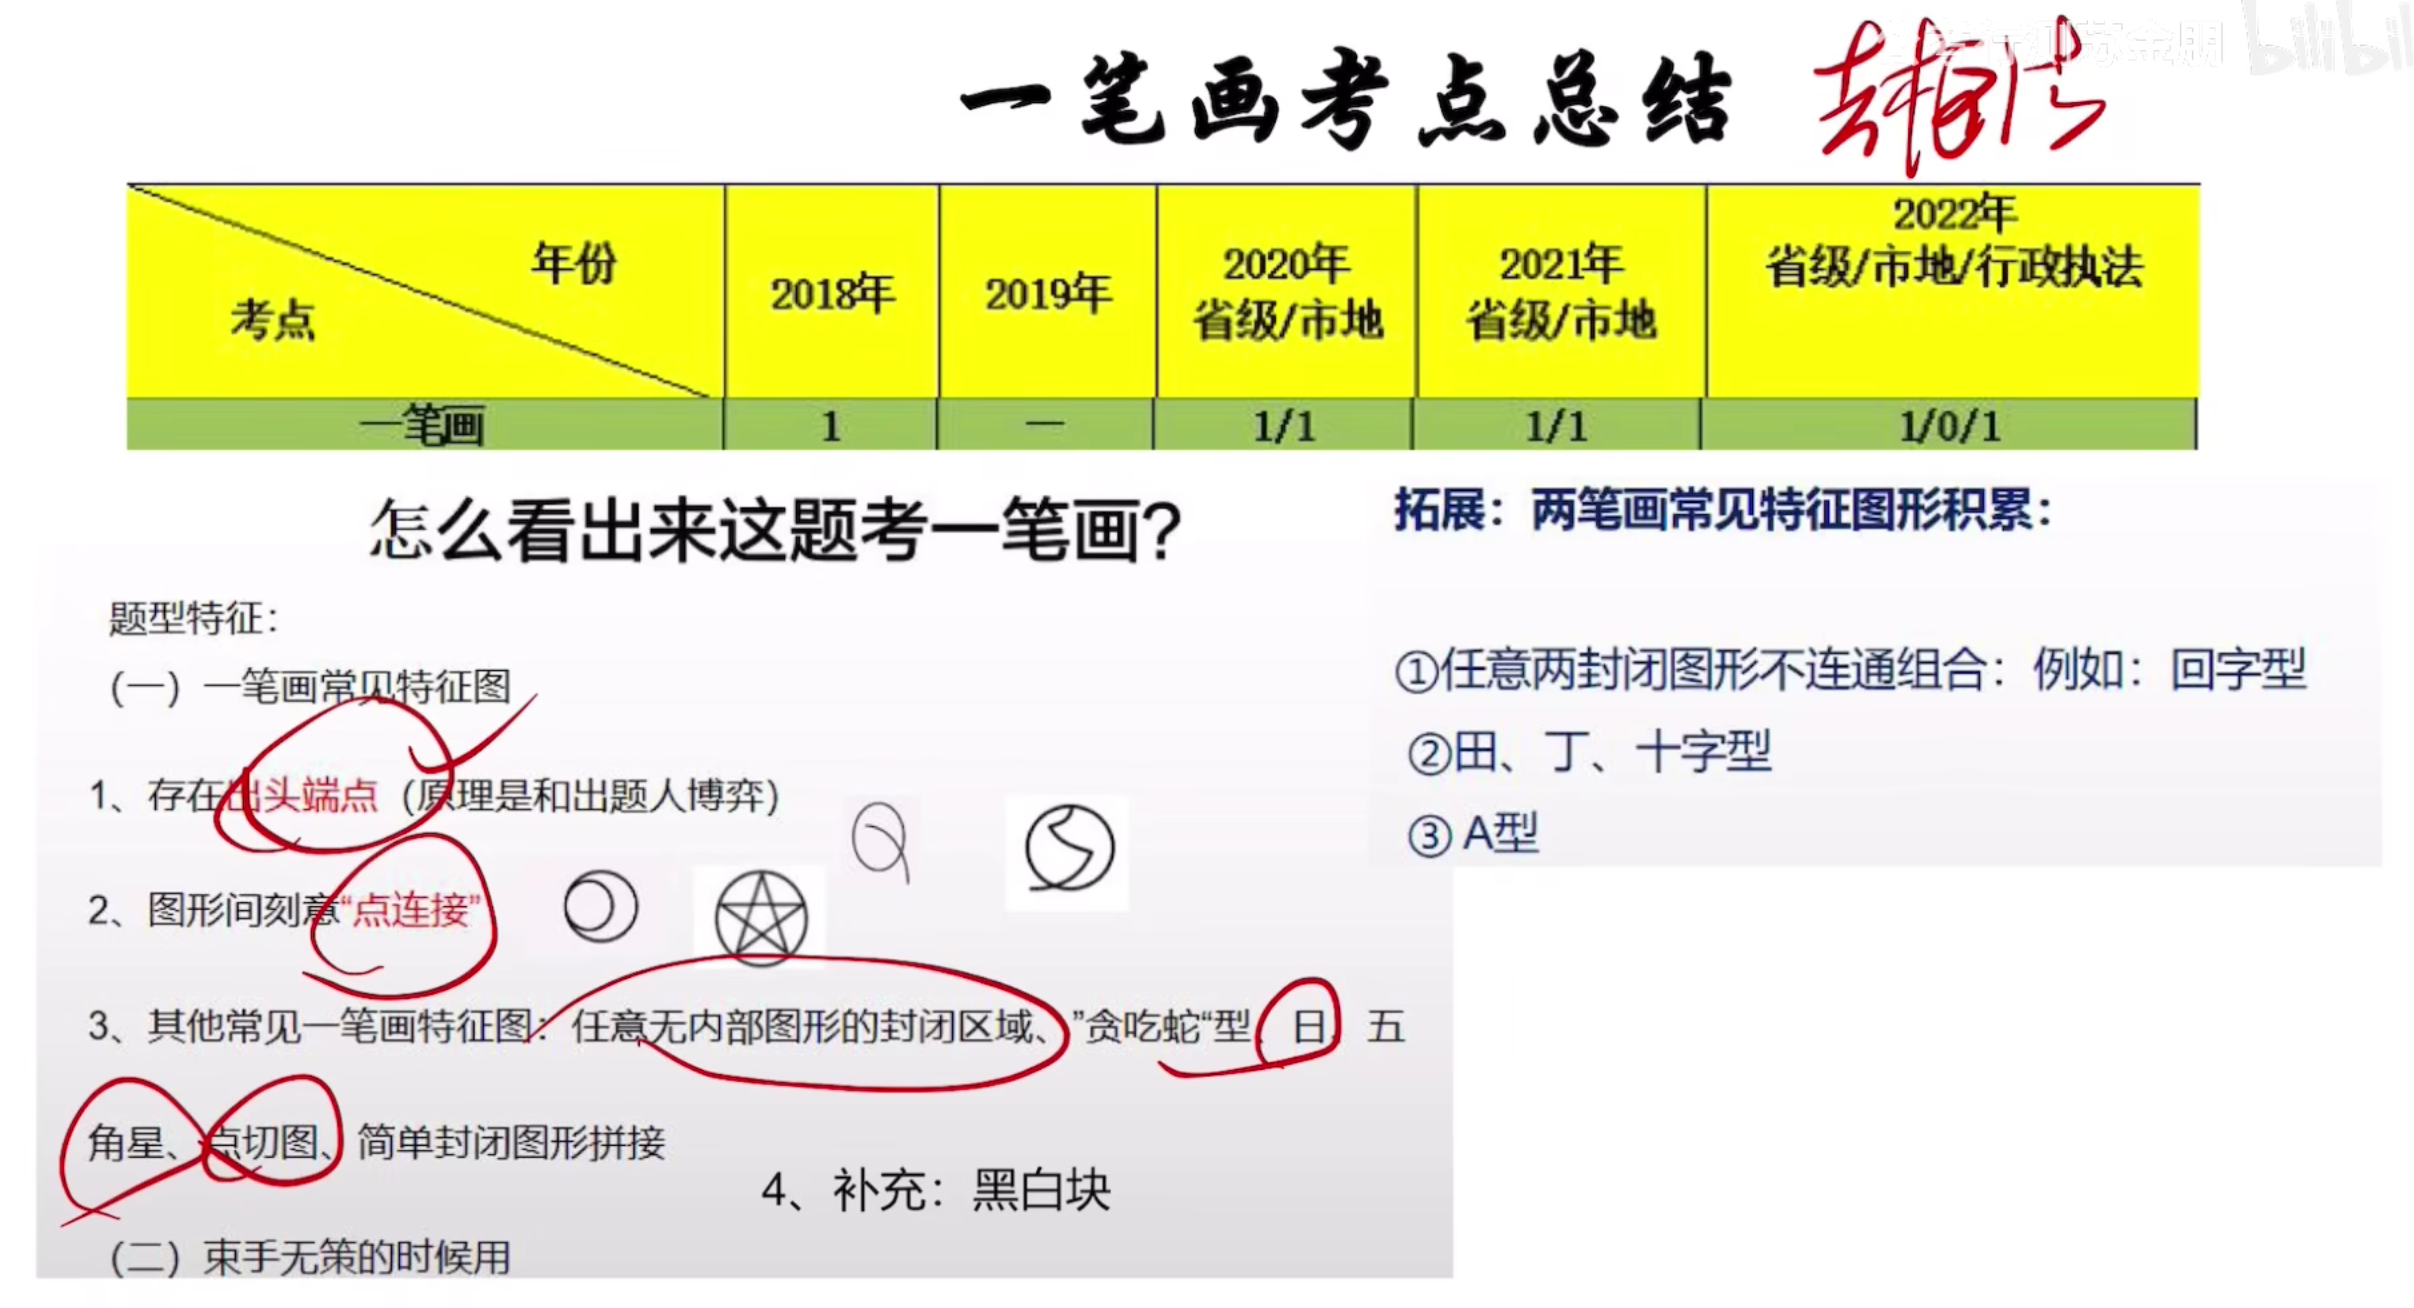 一笔画考点总结
bilibili
年份
考点
2018年
2019年
2020年
省级/市地
2021年
省级/市地
2022年
省级/市地/行政执法
一笔画
1
—
1/1
1/1
1/0/1
怎么看出来这题考一笔画?
题型特征：
(一) 一笔画常见特征图
1、存在出头端点（原理是和出题人博弈）
2、图形间刻意“点连接”
3、其他常见一笔画特征图：任意无内部图形的封闭区域、”贪吃蛇“型、日、五
角星、点切图、简单封闭图形拼接
4、补充：黑白块
(二) 束手无策的时候用
拓展：两笔画常见特征图形积累：
①任意两封闭图形不连通组合：例如：回字型
②田、丁、十字型
③ A型